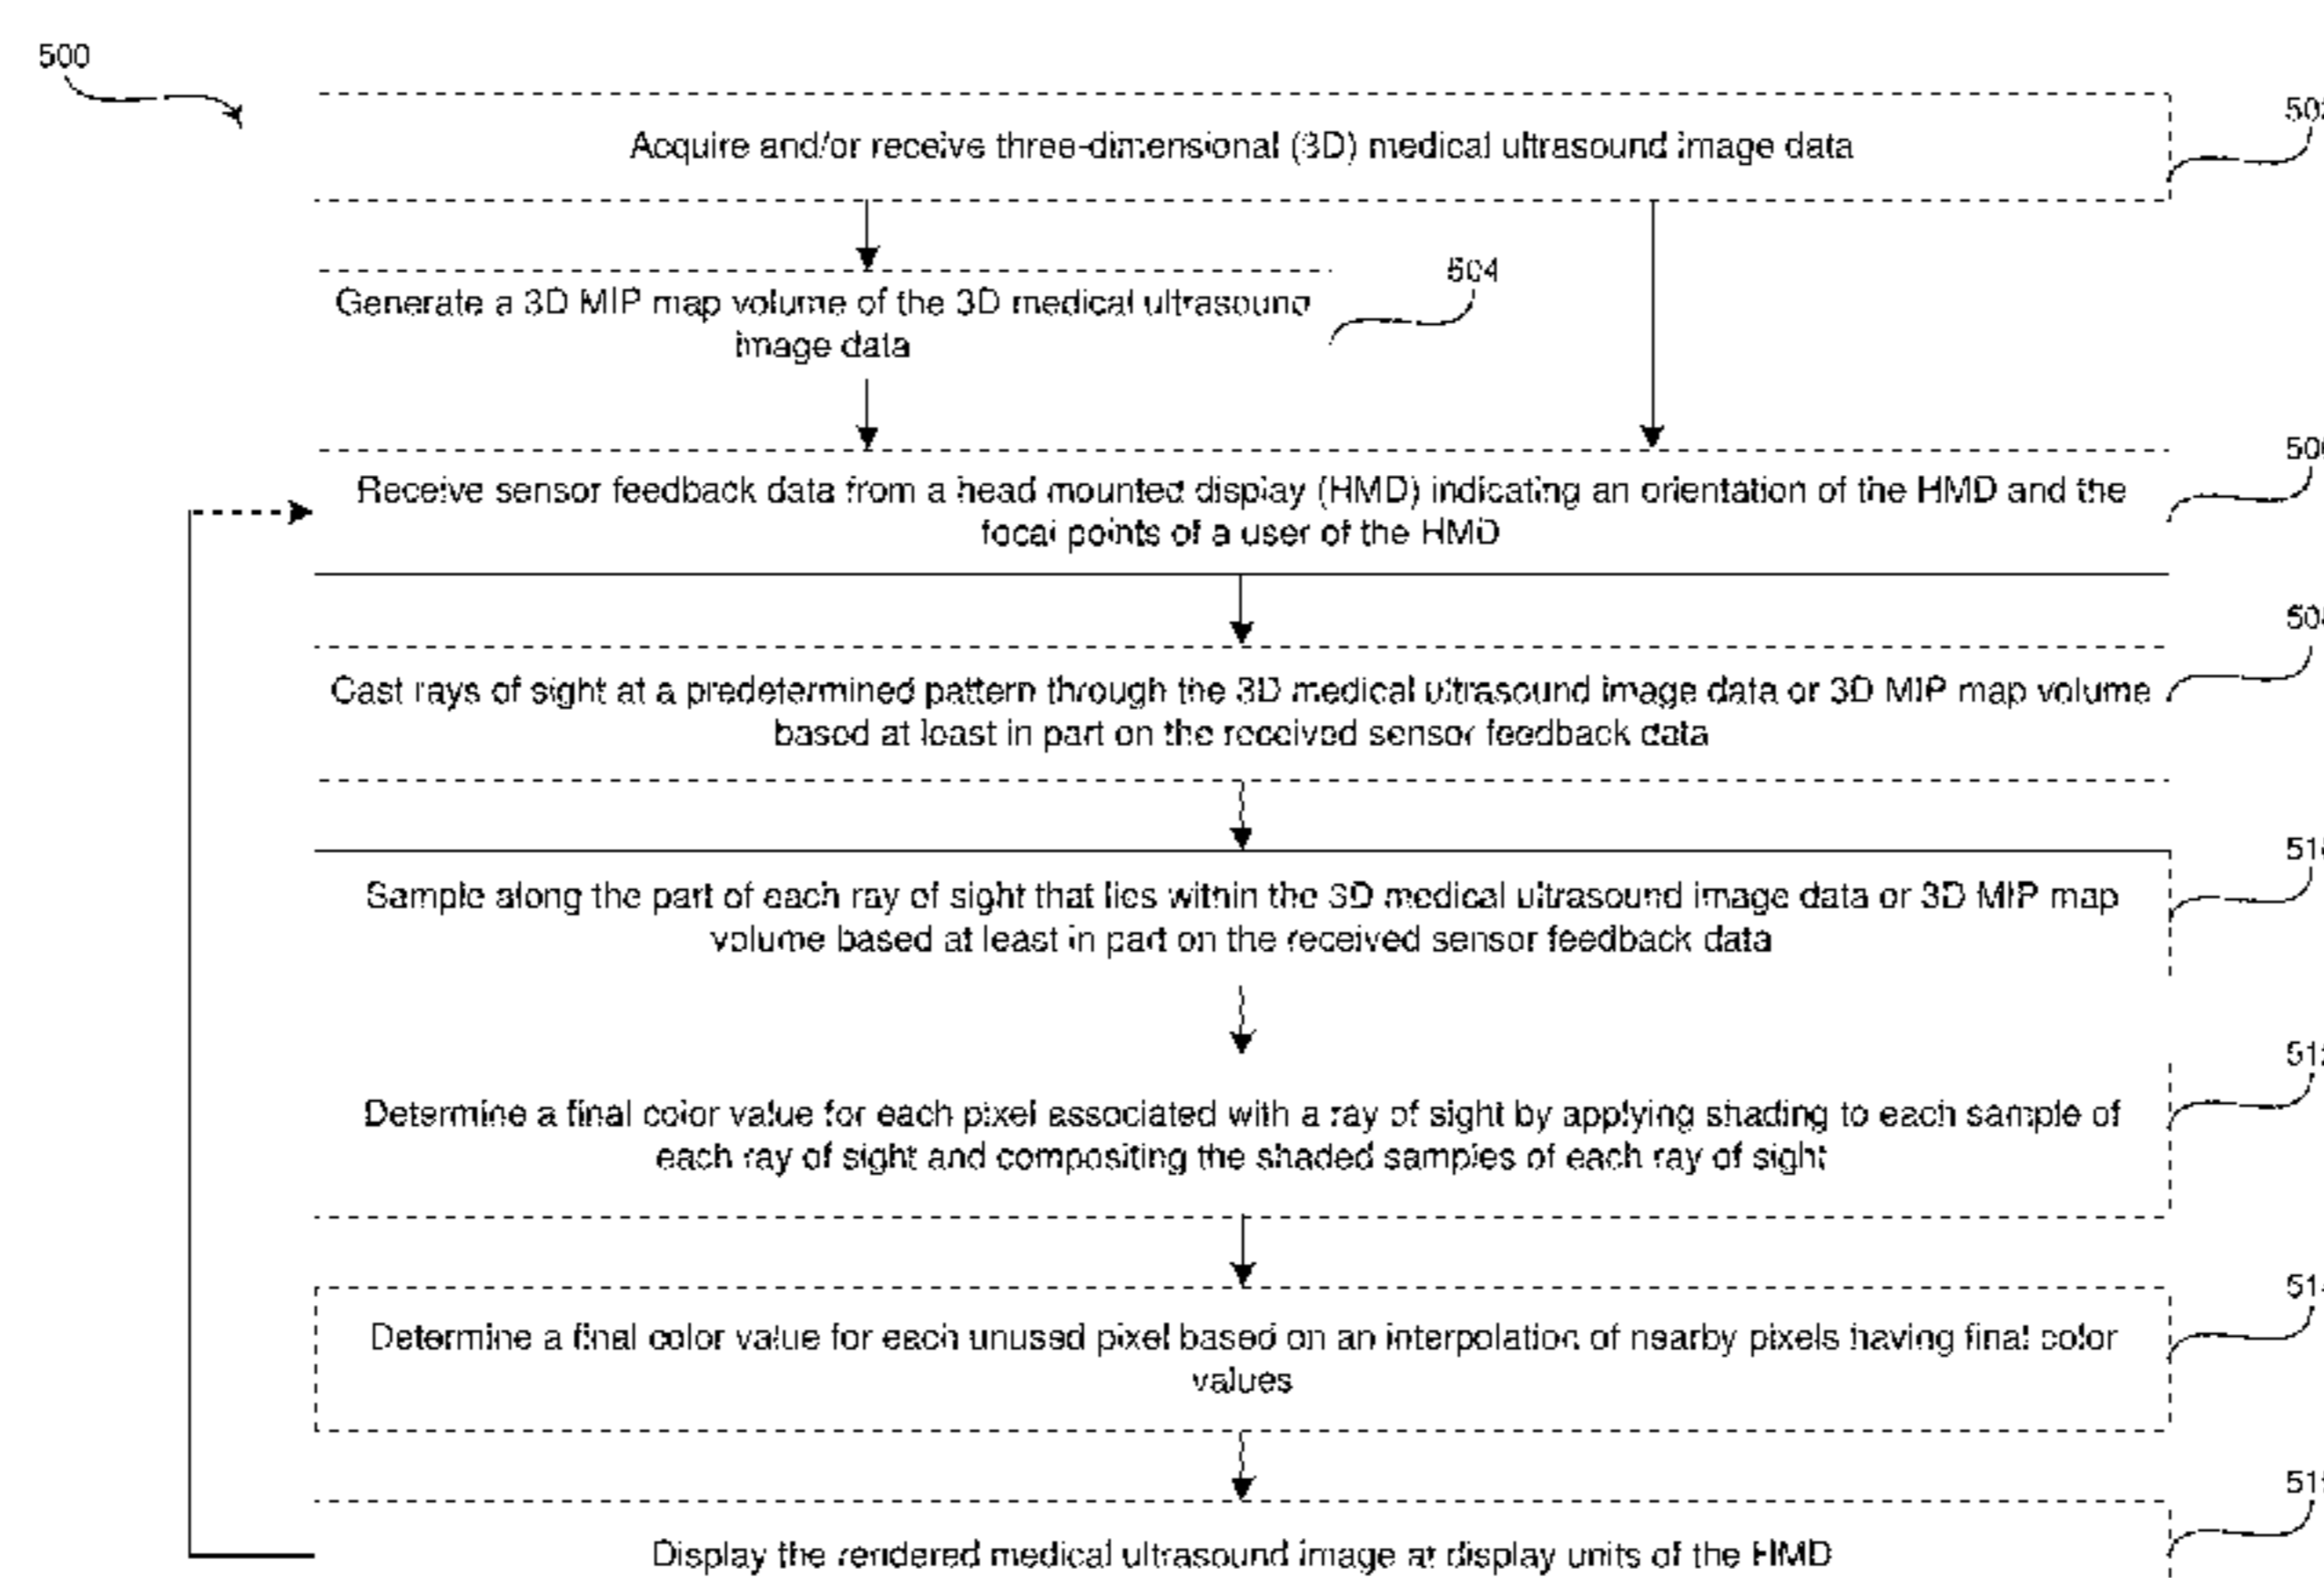 500
Acquire and/or receive three-dimensional (3D) medical ultrasound image data
504
Generate a 3D MIP map volume of the 3D medical ultrasound
image data
Receive sensor feedback data from a head mounted display (HMD) indicating an orientation of the HMD and the
focal points of a user of the HMD
Cast rays of sight at a predetermined pattern through the 3D medical ultrasound image data or 3D MIP map volume
based at least in part on the received sensor feedback data
Sample along the part of each ray of sight that lies within the 3D medical ultrasound image data or 3D MIP map
volume based at least in part on the received sensor feedback data
Determine a final color value for each pixel associated with a ray of sight by applying shading to each sample of
each ray of sight and compositing the shaded samples of each ray of sight
Determine a final color value for each unused pixel based on an interpolation of nearby pixels having final color
values
Display the rendered medical ultrasound image at display units of the HMD